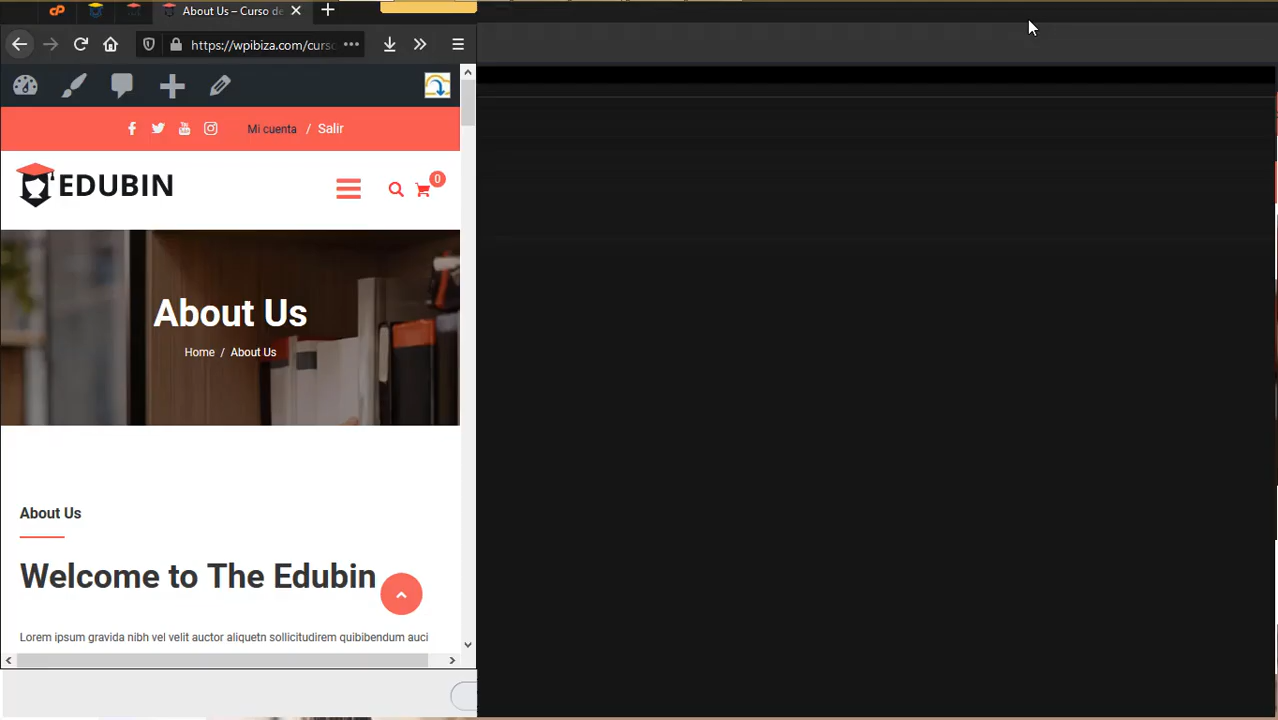 About Us – Curso de
https://wpibiza.com/curso
Mi cuenta / Salir
EDUBIN
0
About Us
Home / About Us
About Us
Welcome to The Edubin
Lorem ipsum gravida nibh vel velit auctor aliquetn sollicitudirem quibibendum auci